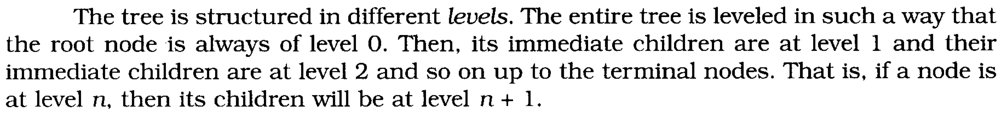 The tree is structured in different levels. The entire tree is leveled in such a way that
the root node is always of level 0. Then, its immediate children are at level 1 and their
immediate children are at level 2 and so on up to the terminal nodes. That is, if a node is
at level n, then its children will be at level n + 1.